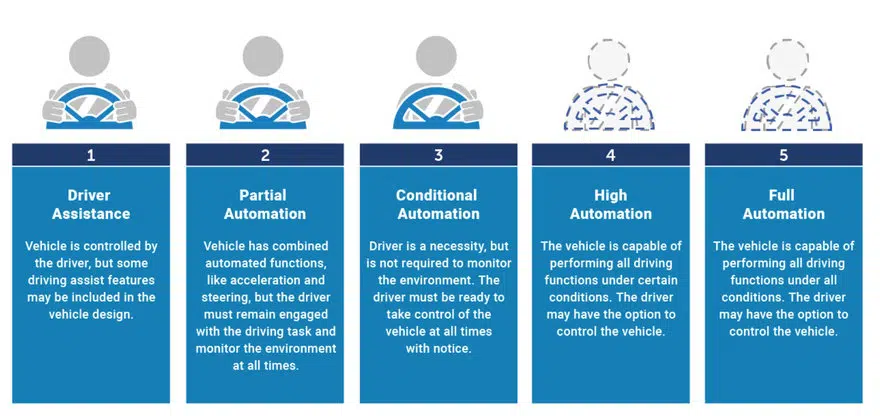 1
Driver
Assistance
Vehicle is controlled by
the driver, but some
driving assist features
may be included in the
vehicle design.
2
Partial
Automation
Vehicle has combined
automated functions,
like acceleration and
steering, but the driver
must remain engaged
with the driving task and
monitor the environment
at all times.
3
Conditional
Automation
Driver is a necessity, but
is not required to monitor
the environment. The
driver must be ready to
take control of the
vehicle at all times
with notice.
4
High
Automation
The vehicle is capable of
performing all driving
functions under certain
conditions. The driver
may have the option to
control the vehicle.
5
Full
Automation
The vehicle is capable of
performing all driving
functions under all
conditions. The driver
may have the option to
control the vehicle.